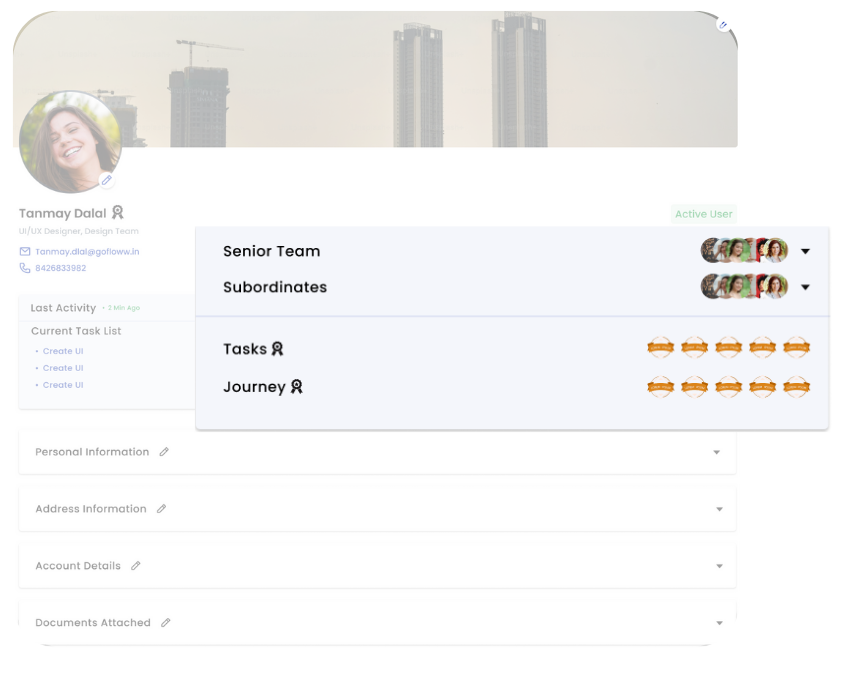 Tanmay Dalal
Active User
UI/UX Designer, Design Team
Tanmay.dlal@gofloww.in
8426833982
Senior Team
Subordinates
Last Activity • 2 Min Ago
Current Task List
• Create UI
• Create UI
• Create UI
Tasks
Journey
Personal Information
Address Information
Account Details
Documents Attached